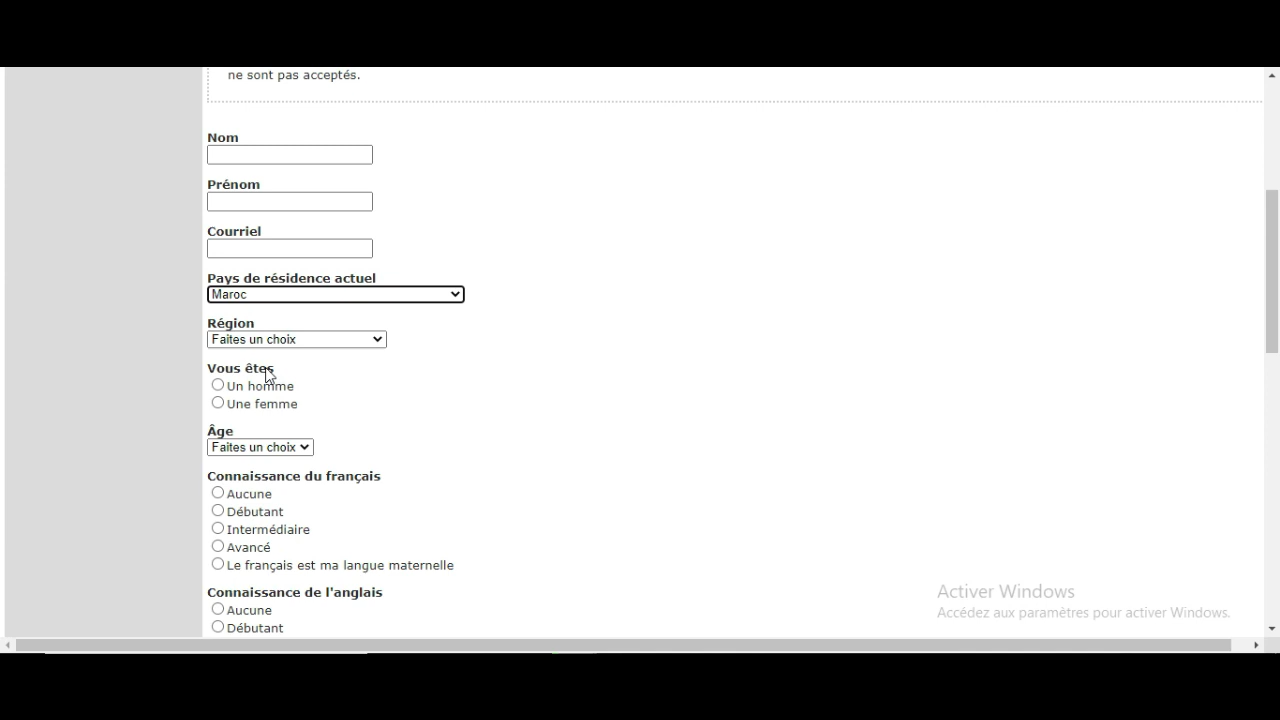 ne sont pas acceptés.
Nom
Prénom
Courriel
Pays de résidence actuel
Maroc
Région
Faites un choix
Vous êtes
Un homme
Une femme
Âge
Faites un choix
Connaissance du français
Aucune
Débutant
Intermédiaire
Avancé
Le français est ma langue maternelle
Connaissance de l'anglais
Aucune
Débutant
Activer Windows
Accédez aux paramètres pour activer Windows.